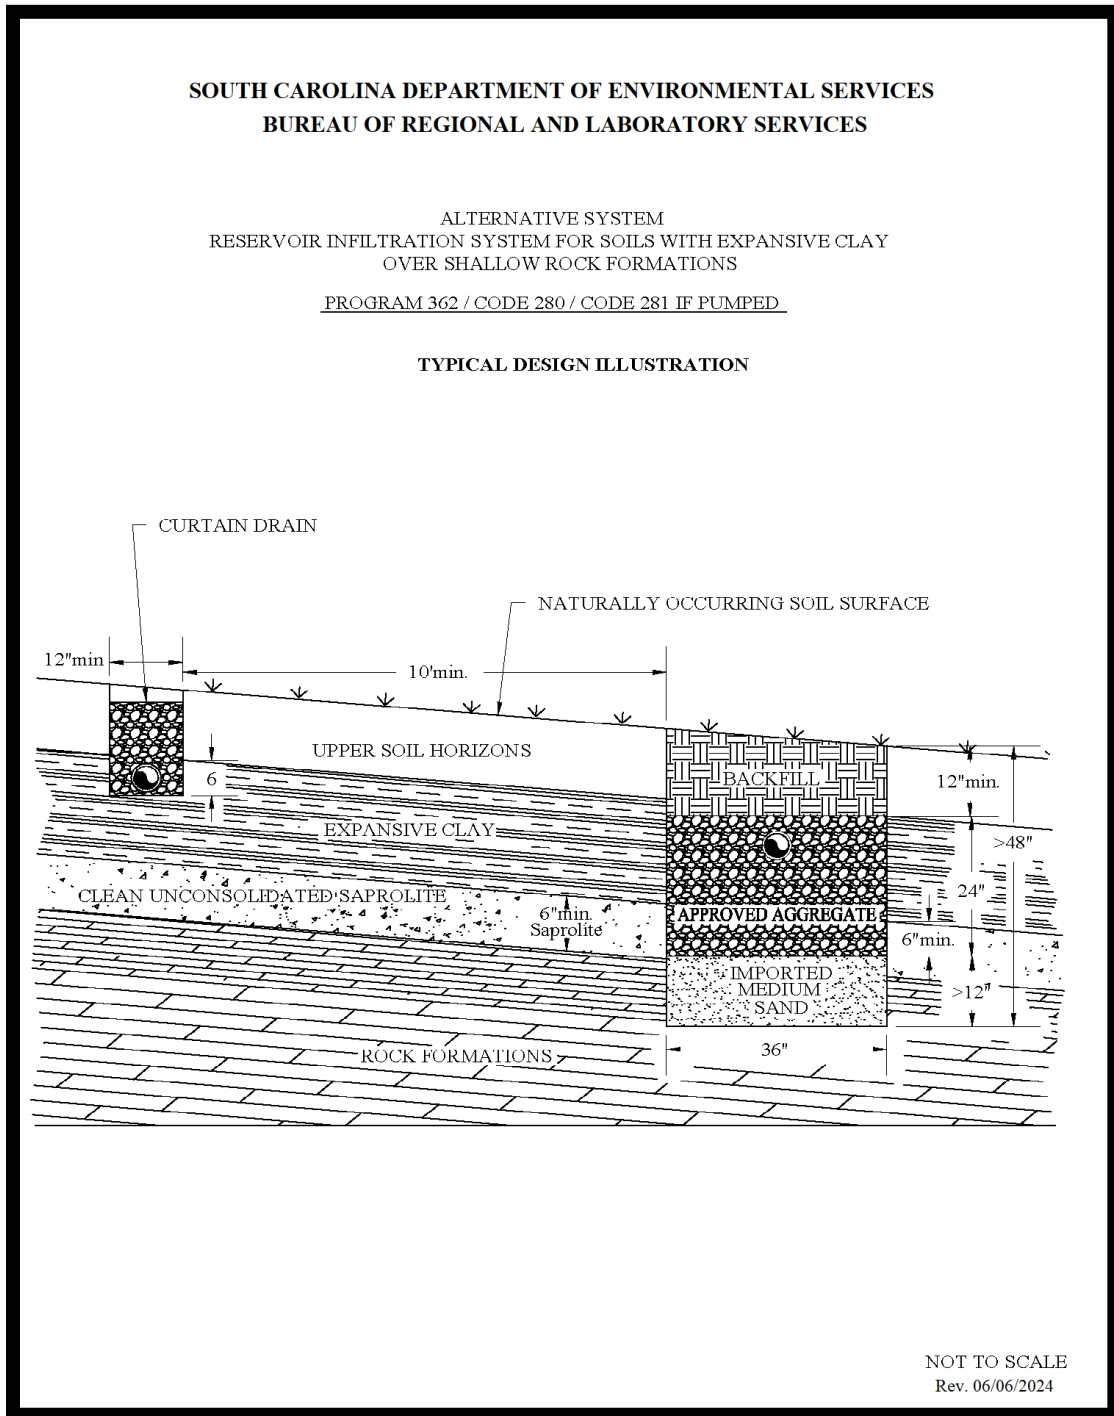 SOUTH CAROLINA DEPARTMENT OF ENVIRONMENTAL SERVICES
BUREAU OF REGIONAL AND LABORATORY SERVICES
ALTERNATIVE SYSTEM
RESERVOIR INFILTRATION SYSTEM FOR SOILS WITH EXPANSIVE CLAY
OVER SHALLOW ROCK FORMATIONS
PROGRAM 362 / CODE 280 / CODE 281 IF PUMPED
TYPICAL DESIGN ILLUSTRATION
CURTAIN DRAIN
NATURALLY OCCURRING SOIL SURFACE
12"min
10'min.
UPPER SOIL HORIZONS
6
BACKFILL
12"min.
EXPANSIVE CLAY
>48"
CLEAN UNCONSOLIDATED SAPROLITE
24"
6"min.
Saprolite
APPROVED AGGREGATE
6"min.
IMPORTED
MEDIUM
SAND
>12"
36"
ROCK FORMATIONS
NOT TO SCALE
Rev. 06/06/2024